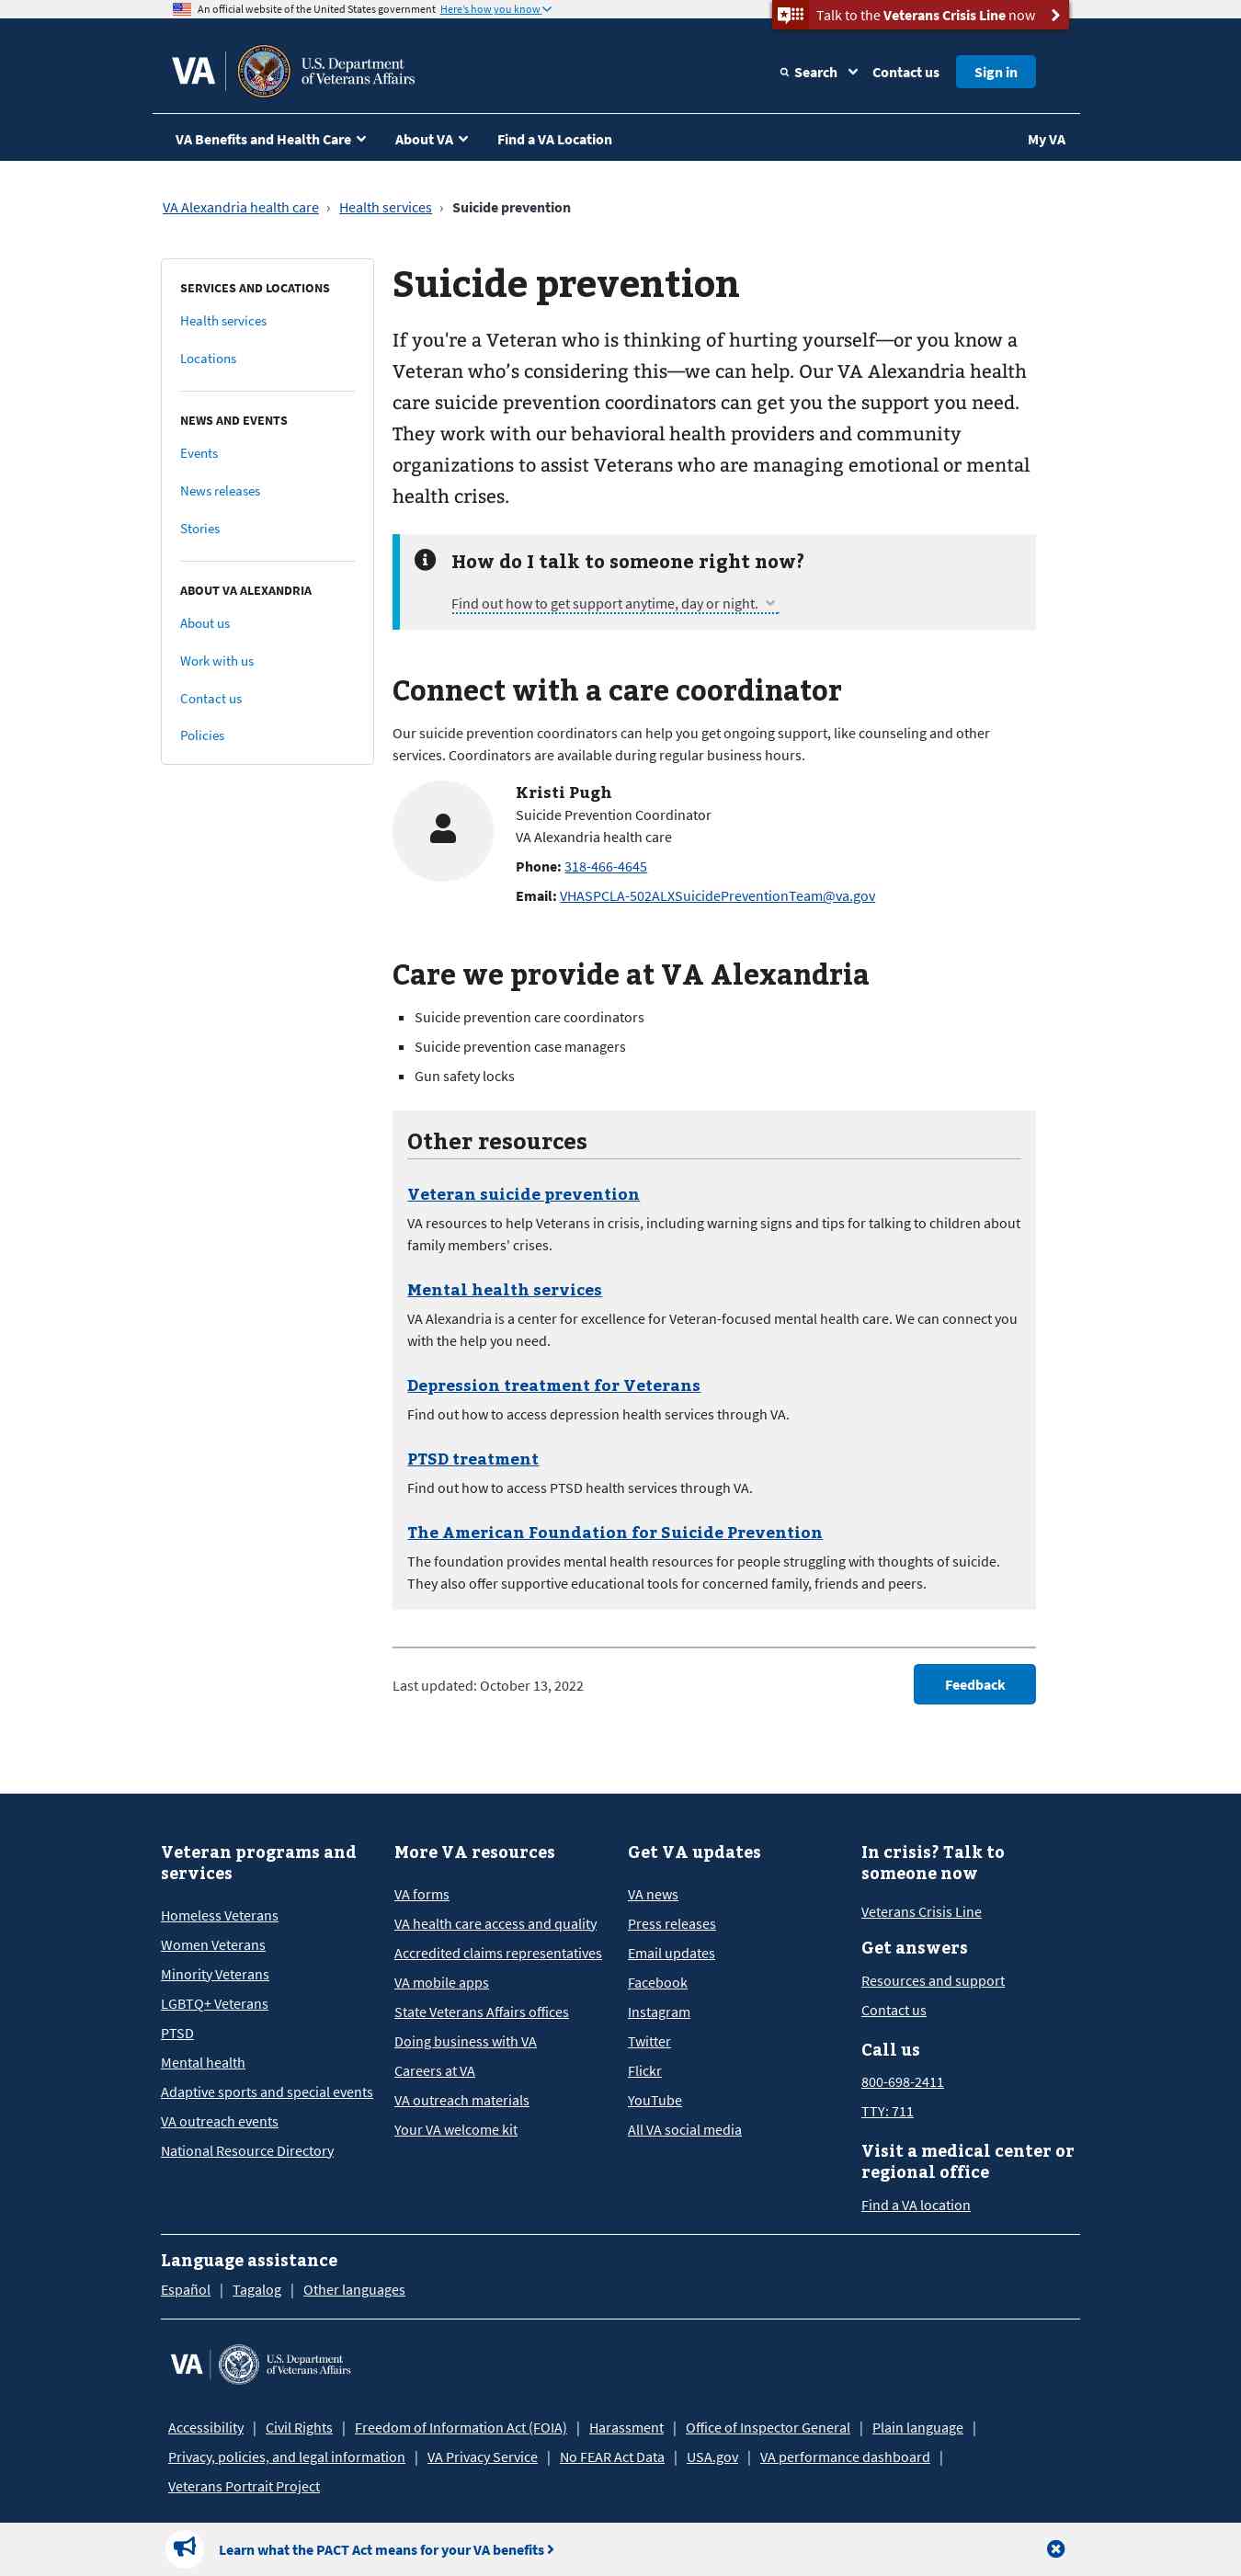 An official website of the United States government Here's how you know
Talk to the Veterans Crisis Line now
VA
U.S. Department
of Veterans Affairs
Search
Contact us
Sign in
VA Benefits and Health Care
About VA
Find a VA Location
My VA
VA Alexandria health care › Health services › Suicide prevention
SERVICES AND LOCATIONS
Health services
Locations
NEWS AND EVENTS
Events
News releases
Stories
ABOUT VA ALEXANDRIA
About us
Work with us
Contact us
Policies
Suicide prevention
If you're a Veteran who is thinking of hurting yourself—or you know a
Veteran who’s considering this—we can help. Our VA Alexandria health
care suicide prevention coordinators can get you the support you need.
They work with our behavioral health providers and community
organizations to assist Veterans who are managing emotional or mental
health crises.
How do I talk to someone right now?
Find out how to get support anytime, day or night.
Connect with a care coordinator
Our suicide prevention coordinators can help you get ongoing support, like counseling and other
services. Coordinators are available during regular business hours.
Kristi Pugh
Suicide Prevention Coordinator
VA Alexandria health care
Phone: 318-466-4645
Email: VHASPCLA-502ALXSuicidePreventionTeam@va.gov
Care we provide at VA Alexandria
Suicide prevention care coordinators
Suicide prevention case managers
Gun safety locks
Other resources
Veteran suicide prevention
VA resources to help Veterans in crisis, including warning signs and tips for talking to children about
family members’ crises.
Mental health services
VA Alexandria is a center for excellence for Veteran-focused mental health care. We can connect you
with the help you need.
Depression treatment for Veterans
Find out how to access depression health services through VA.
PTSD treatment
Find out how to access PTSD health services through VA.
The American Foundation for Suicide Prevention
The foundation provides mental health resources for people struggling with thoughts of suicide.
They also offer supportive educational tools for concerned family, friends and peers.
Last updated: October 13, 2022
Feedback
Veteran programs and
services
Homeless Veterans
Women Veterans
Minority Veterans
LGBTQ+ Veterans
PTSD
Mental health
Adaptive sports and special events
VA outreach events
National Resource Directory
More VA resources
VA forms
VA health care access and quality
Accredited claims representatives
VA mobile apps
State Veterans Affairs offices
Doing business with VA
Careers at VA
VA outreach materials
Your VA welcome kit
Get VA updates
VA news
Press releases
Email updates
Facebook
Instagram
Twitter
Flickr
YouTube
All VA social media
In crisis? Talk to
someone now
Veterans Crisis Line
Get answers
Resources and support
Contact us
Call us
800-698-2411
TTY: 711
Visit a medical center or
regional office
Find a VA location
Language assistance
Español | Tagalog | Other languages
VA
U.S. Department
of Veterans Affairs
Accessibility | Civil Rights | Freedom of Information Act (FOIA) | Harassment | Office of Inspector General | Plain language |
Privacy, policies, and legal information | VA Privacy Service | No FEAR Act Data | USA.gov | VA performance dashboard |
Veterans Portrait Project
Learn what the PACT Act means for your VA benefits